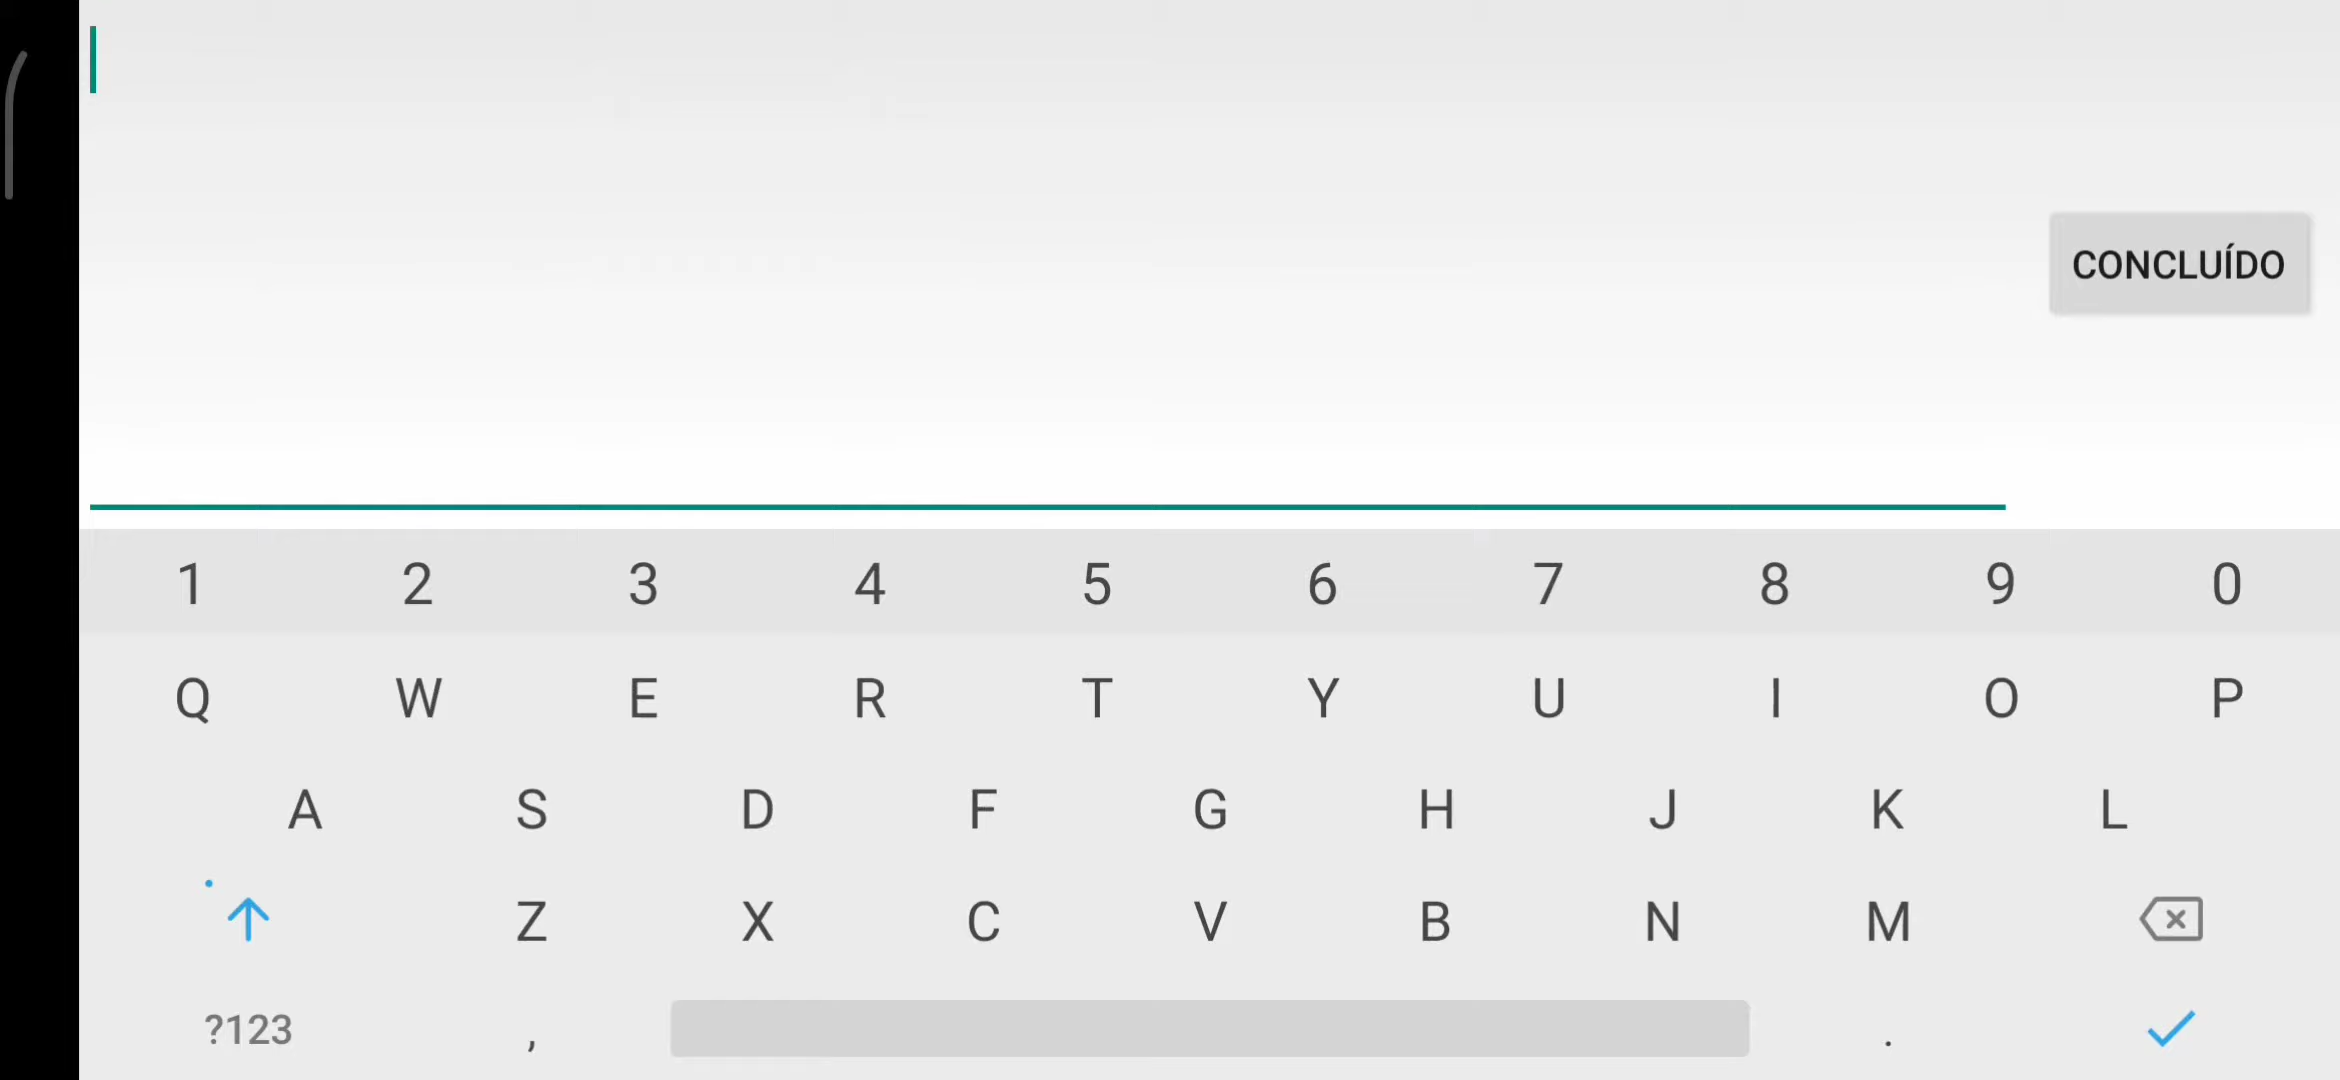 CONCLUÍDO
1 2 3 4 5 6 7 8 9 0
Q W E R T Y U I O P
A S D F G H J K L
Z X C V B N M
?123 , .